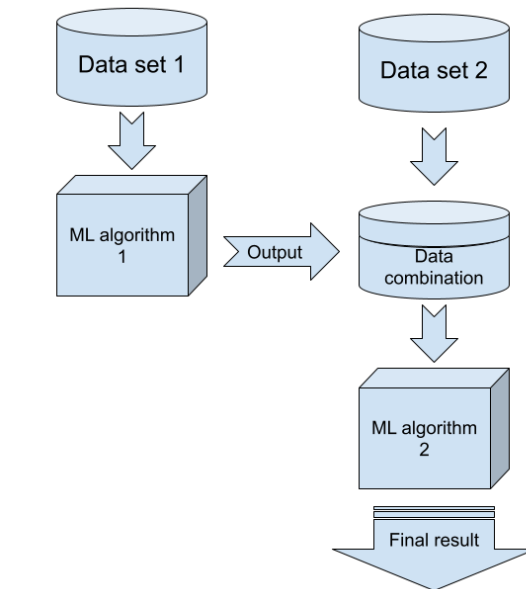 Data set 1
Data set 2
ML algorithm
1
Output
Data
combination
ML algorithm
2
Final result